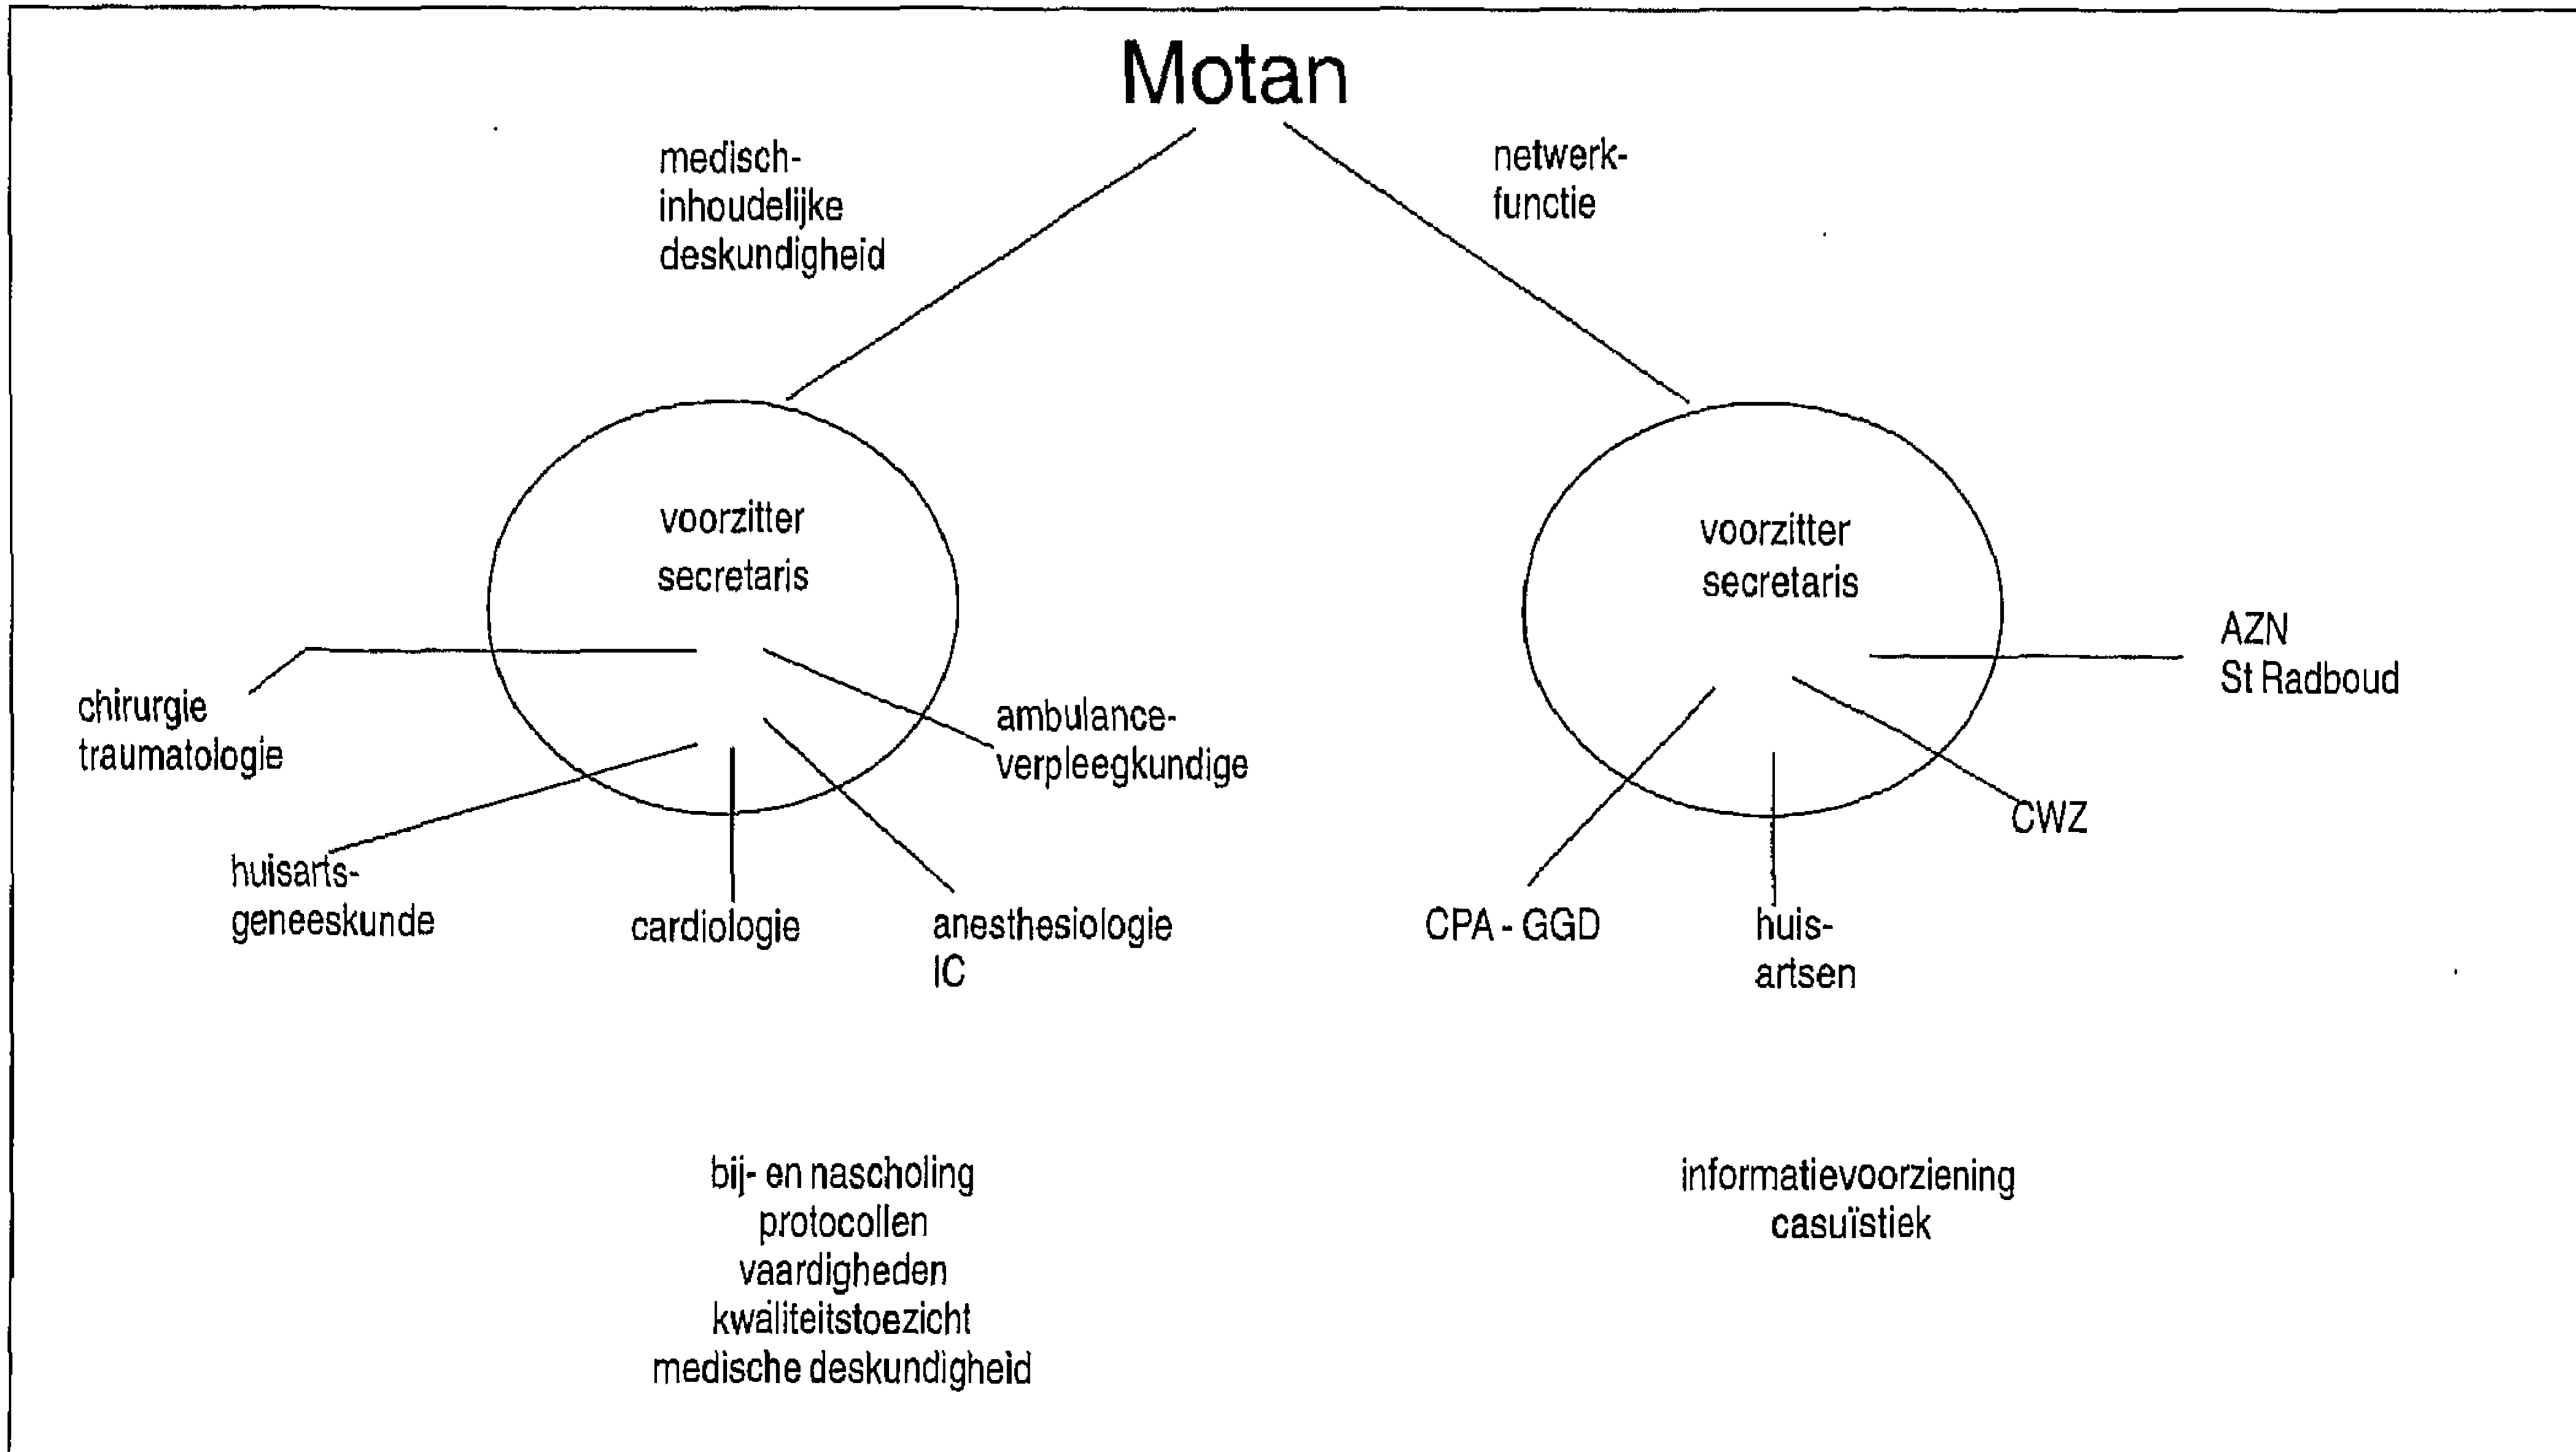 Motan
medisch-
inhoudelijke
deskundigheid
netwerk-
functie
voorzitter
secretaris
chirurgie
traumatologie
huisarts-
geneeskunde
cardiologie
anesthesiologie
IC
ambulance-
verpleegkundige
voorzitter
secretaris
AZN
St Radboud
CWZ
CPA - GGD
huis-
artsen
bij- en nascholing
protocollen
vaardigheden
kwaliteitstoezicht
medische deskundigheid
informatievoorziening
casuïstiek